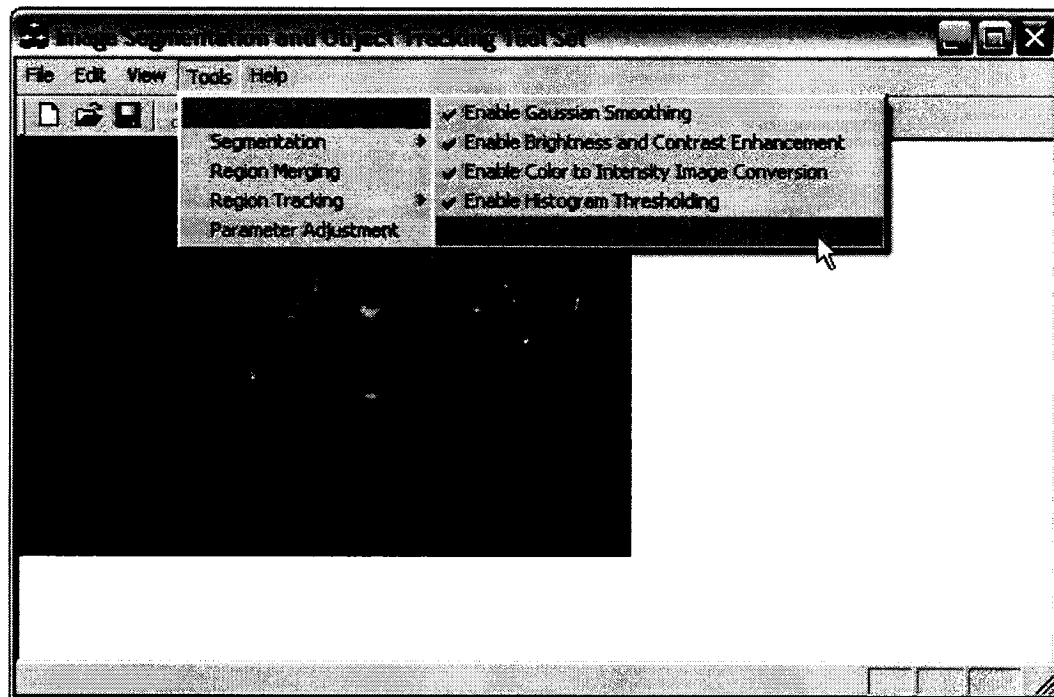 Image Segmentation and Object Tracking Tool Set
File Edit View Tools Help
Enable Gaussian Smoothing
Segmentation
Enable Brightness and Contrast Enhancement
Region Merging
Enable Color to Intensity Image Conversion
Region Tracking
Enable Histogram Thresholding
Parameter Adjustment